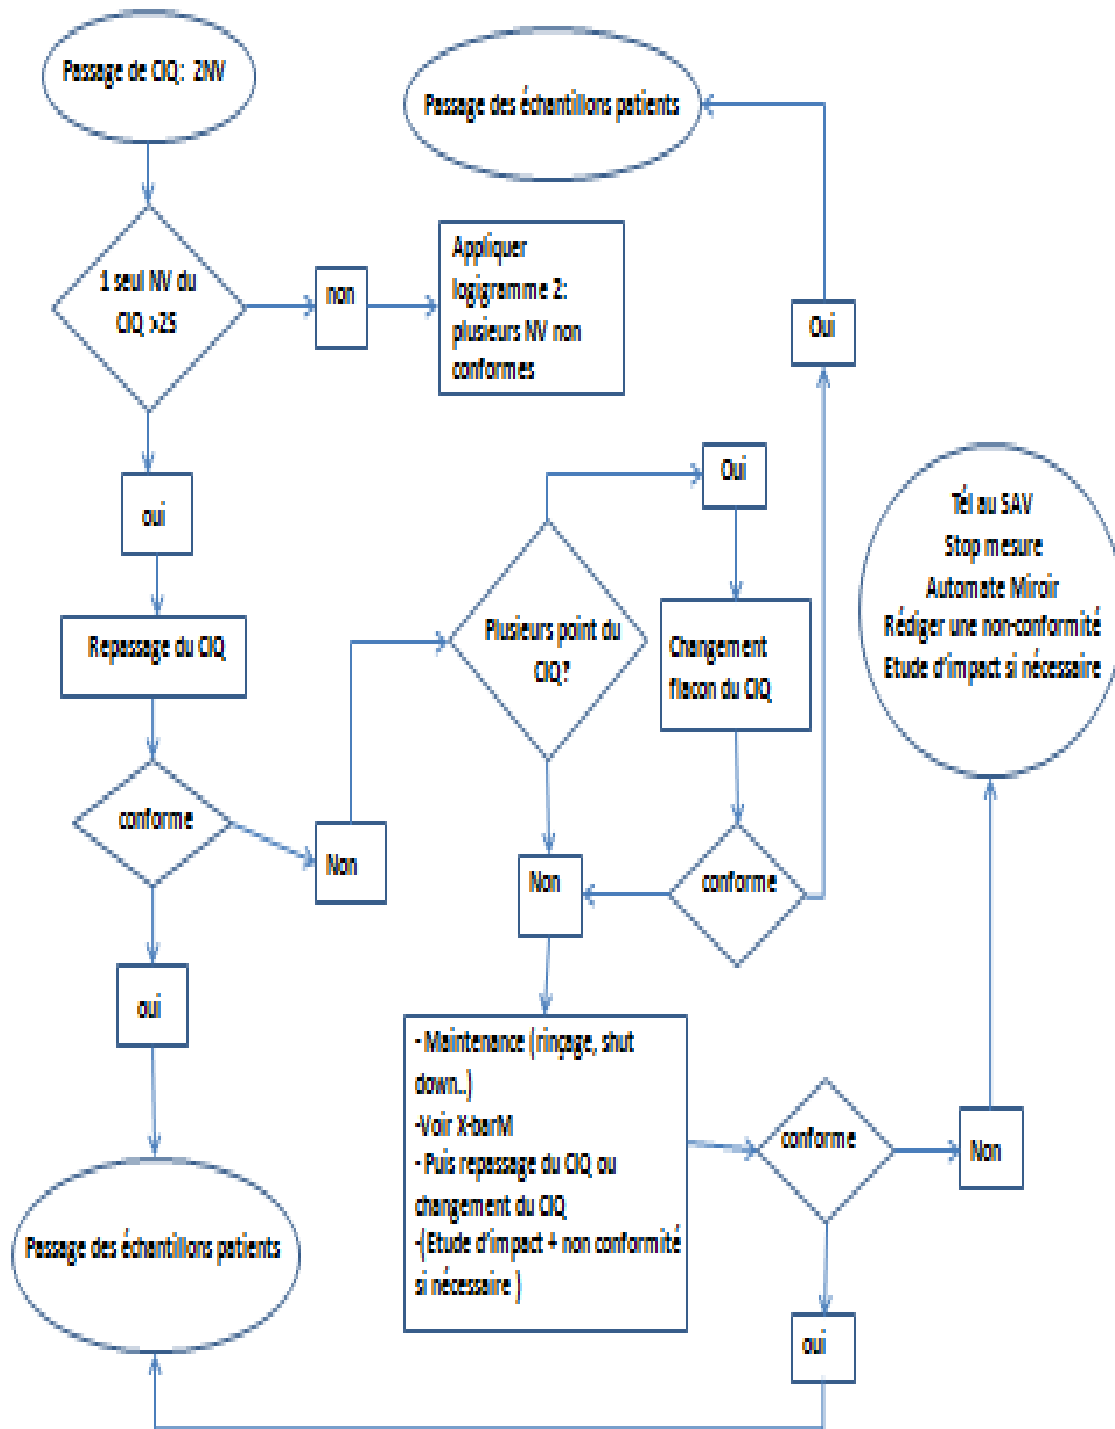 Passage de CIQ: 2NV
Passage des échantillons patients
1 seul NV du
CIQ >2S
non
Appliquer
logigramme 2:
plusieurs NV non
conformes
Oui
oui
Oui
Tél au SAV
Stop mesure
Automate Miroir
Rédiger une non-conformité
Etude d'impact si nécessaire
Repassage du CIQ
Plusieurs point du
CIQ?
Changement
flacon du CIQ
conforme
Non
Non
conforme
oui
- Maintenance (rinçage, shut
down..)
-Voir X-barM
- Puis repassage du CIQ ou
changement du CIQ
-( Etude d'impact + non conformité
si nécessaire )
conforme
Non
Passage des échantillons patients
oui